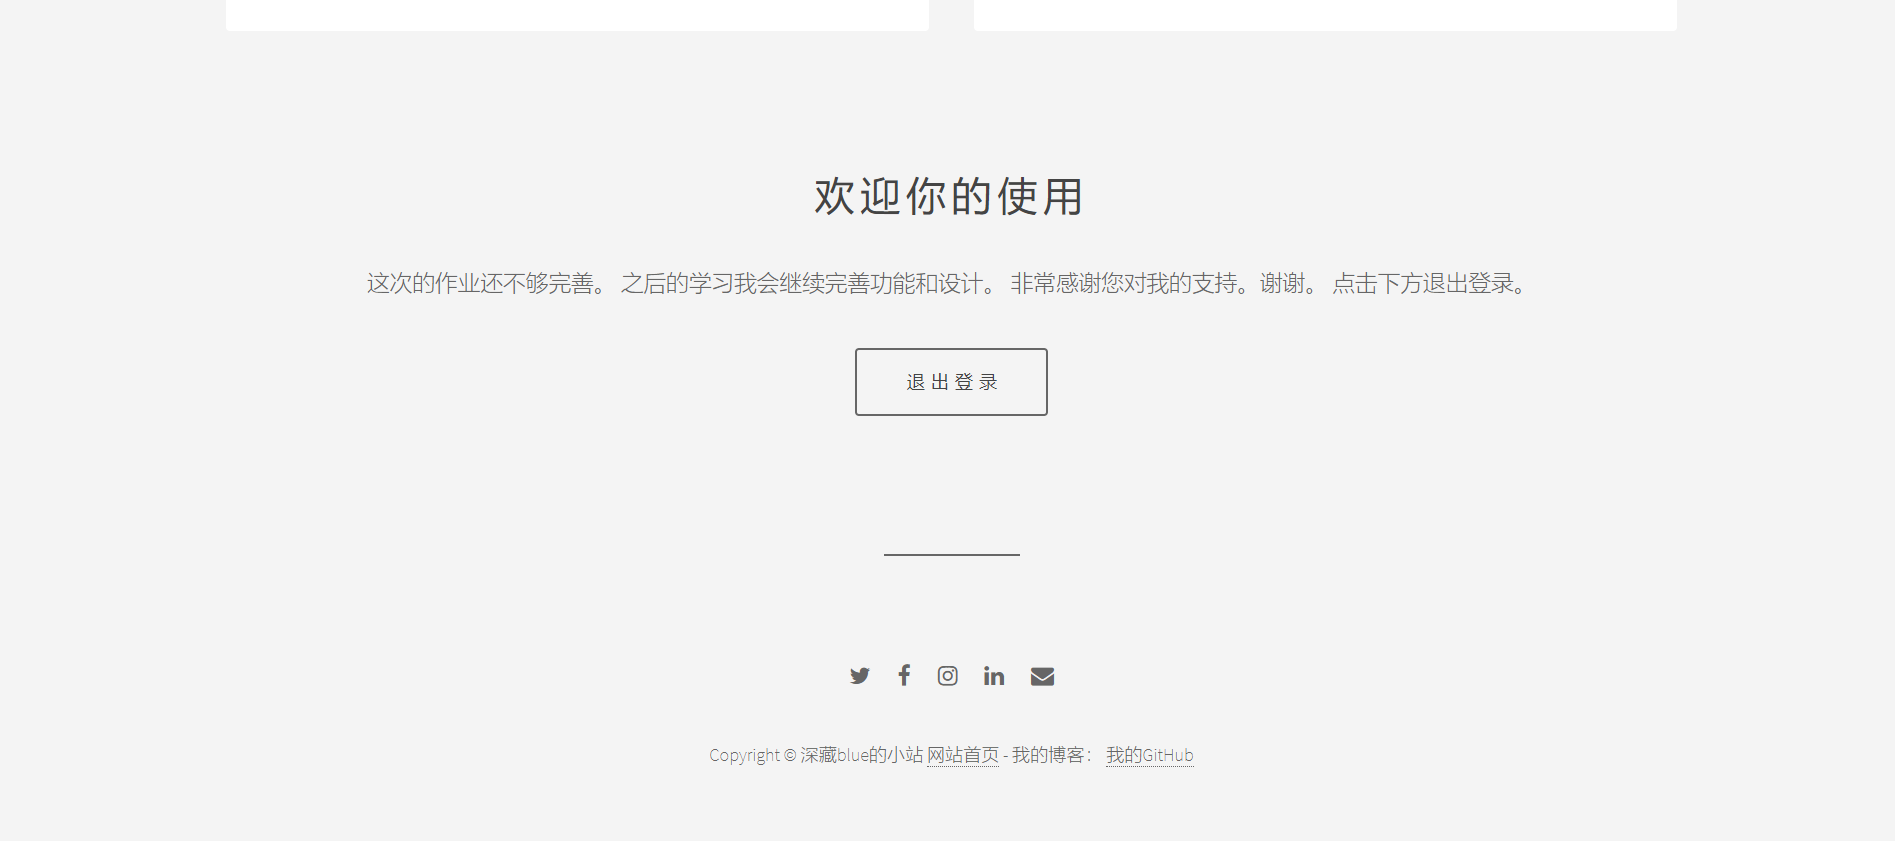 欢迎你的使用
这次的作业还不够完善。 之后的学习我会继续完善功能和设计。 非常感谢您对我的支持。谢谢。 点击下方退出登录。
退出登录
Copyright © 深藏blue的小站 网站首页 - 我的博客： 我的GitHub